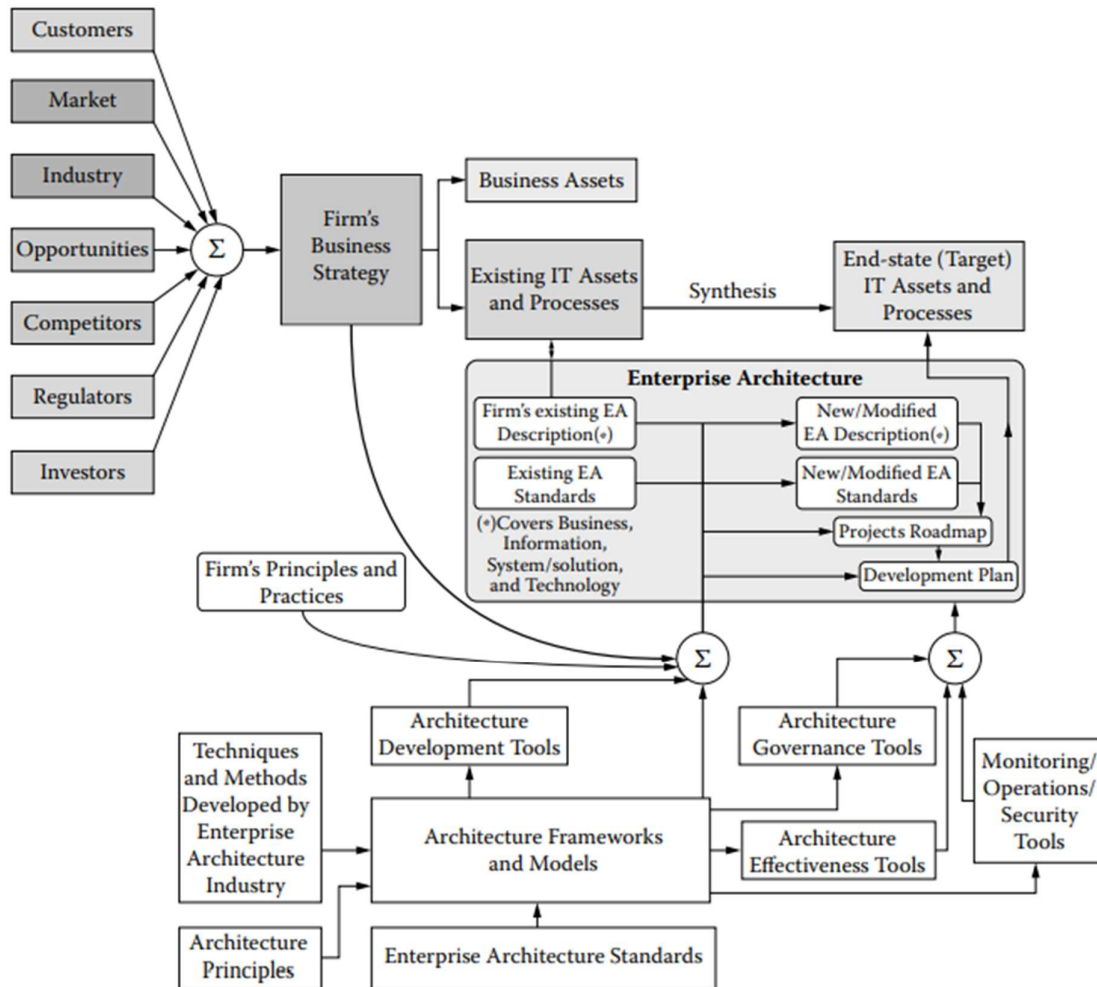 Customers
Market
Industry
Opportunities
Competitors
Regulators
Investors
Σ
Firm's
Business
Strategy
Business Assets
Existing IT Assets
and Processes
Synthesis
End-state (Target)
IT Assets and
Processes
Enterprise Architecture
Firm's existing EA
Description(*)
New/Modified
EA Description(*)
Existing EA
Standards
New/Modified EA
Standards
(*)Covers Business,
Information,
System/solution,
and Technology
Projects Roadmap
Development Plan
Firm's Principles and
Practices
Σ
Σ
Architecture
Development Tools
Architecture
Governance Tools
Techniques
and Methods
Developed by
Enterprise
Architecture
Industry
Architecture Frameworks
and Models
Architecture
Effectiveness Tools
Monitoring/
Operations/
Security
Tools
Architecture
Principles
Enterprise Architecture Standards